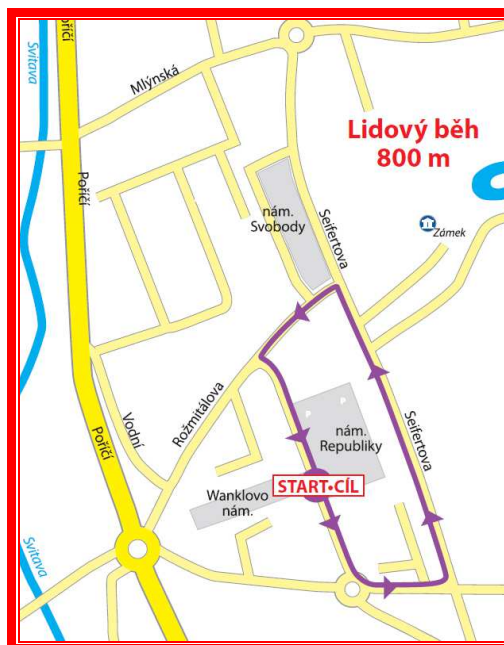 Svitava
Poříčí
Mlýnská
Lidový běh
800 m
Poříčí
nám.
Svobody
Seifertova
Zámek
Rožmitálova
Vodní
Seifertova
nám.
Republiky
Poříčí
START•CÍL
Wanklovo
nám.
Svitava